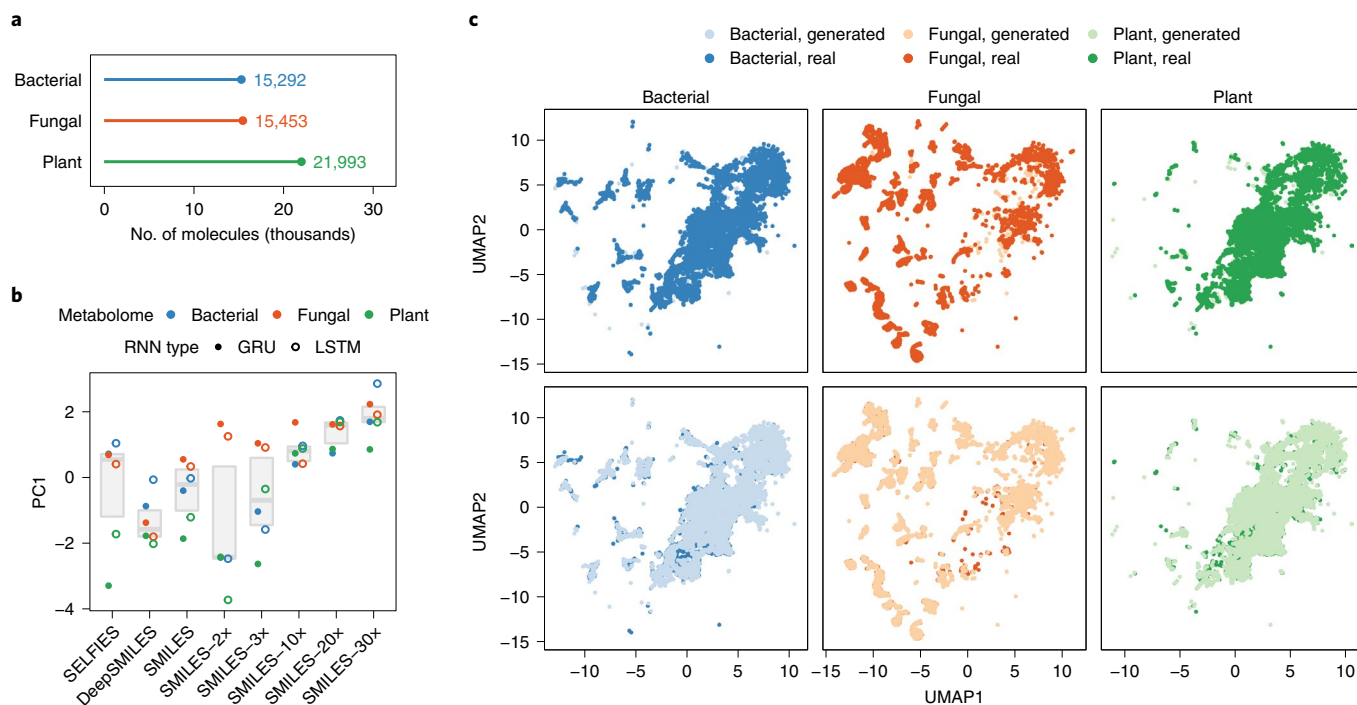 a
Bacterial
15,292
Fungal
15,453
Plant
21,993
0 10 20 30
No. of molecules (thousands)
b
Metabolome Bacterial Fungal Plant
RNN type GRU LSTM
PC1
2
0
−2
−4
SELFIES
DeepSMILES
SMILES
SMILES−2×
SMILES−3×
SMILES−10×
SMILES−20×
SMILES−30×
c
Bacterial, generated Fungal, generated Plant, generated
Bacterial, real Fungal, real Plant, real
Bacterial Fungal Plant
UMAP2
10
5
0
−5
−10
−15
UMAP2
10
5
0
−5
−10
−15
−10 −5 0 5 10
−15 −10 −5 0 5 10
−10 −5 0 5 10
UMAP1